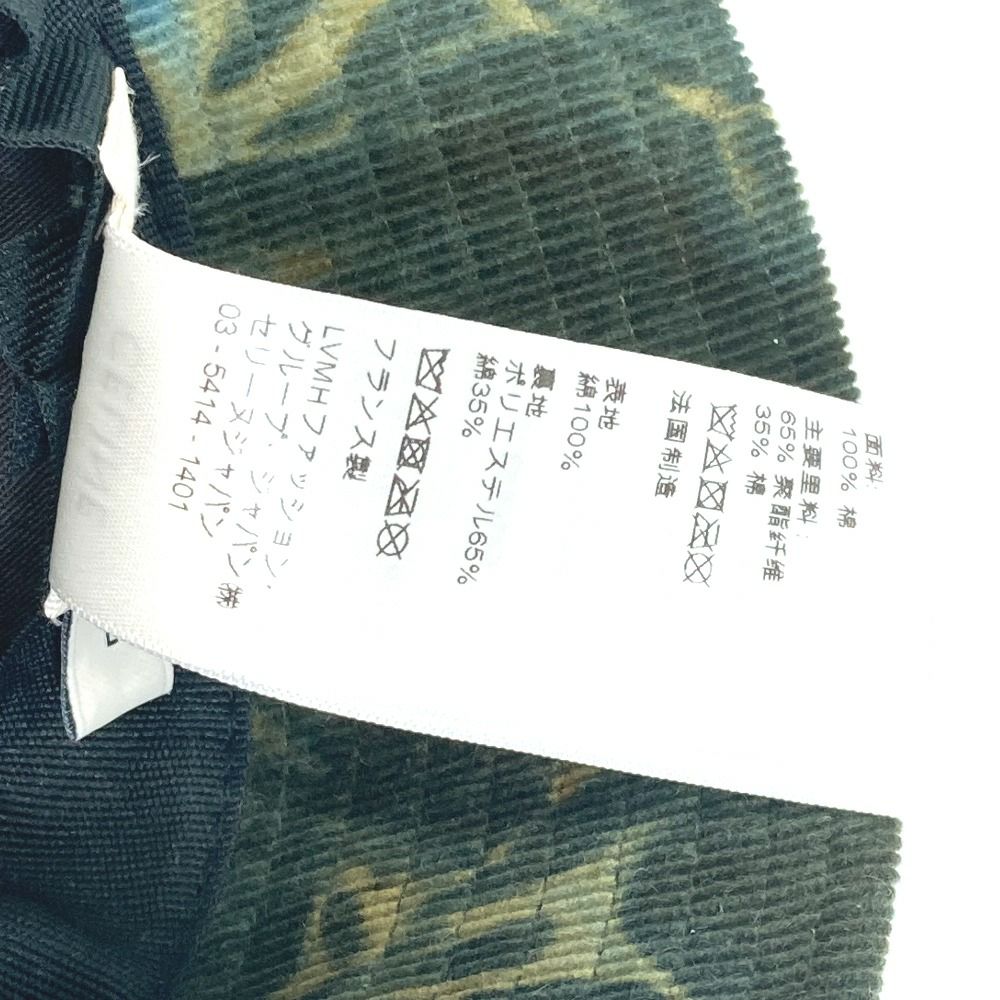 面料:
100% 棉
主要里料:
65% 聚酯纤维
35% 棉
法国制造
表地
綿100%
裏地
ポリエステル65%
綿35%
フランス製
LVMHファッション・
グループ・ジャパン㈱
セリーヌジャパン
03-5414-1401